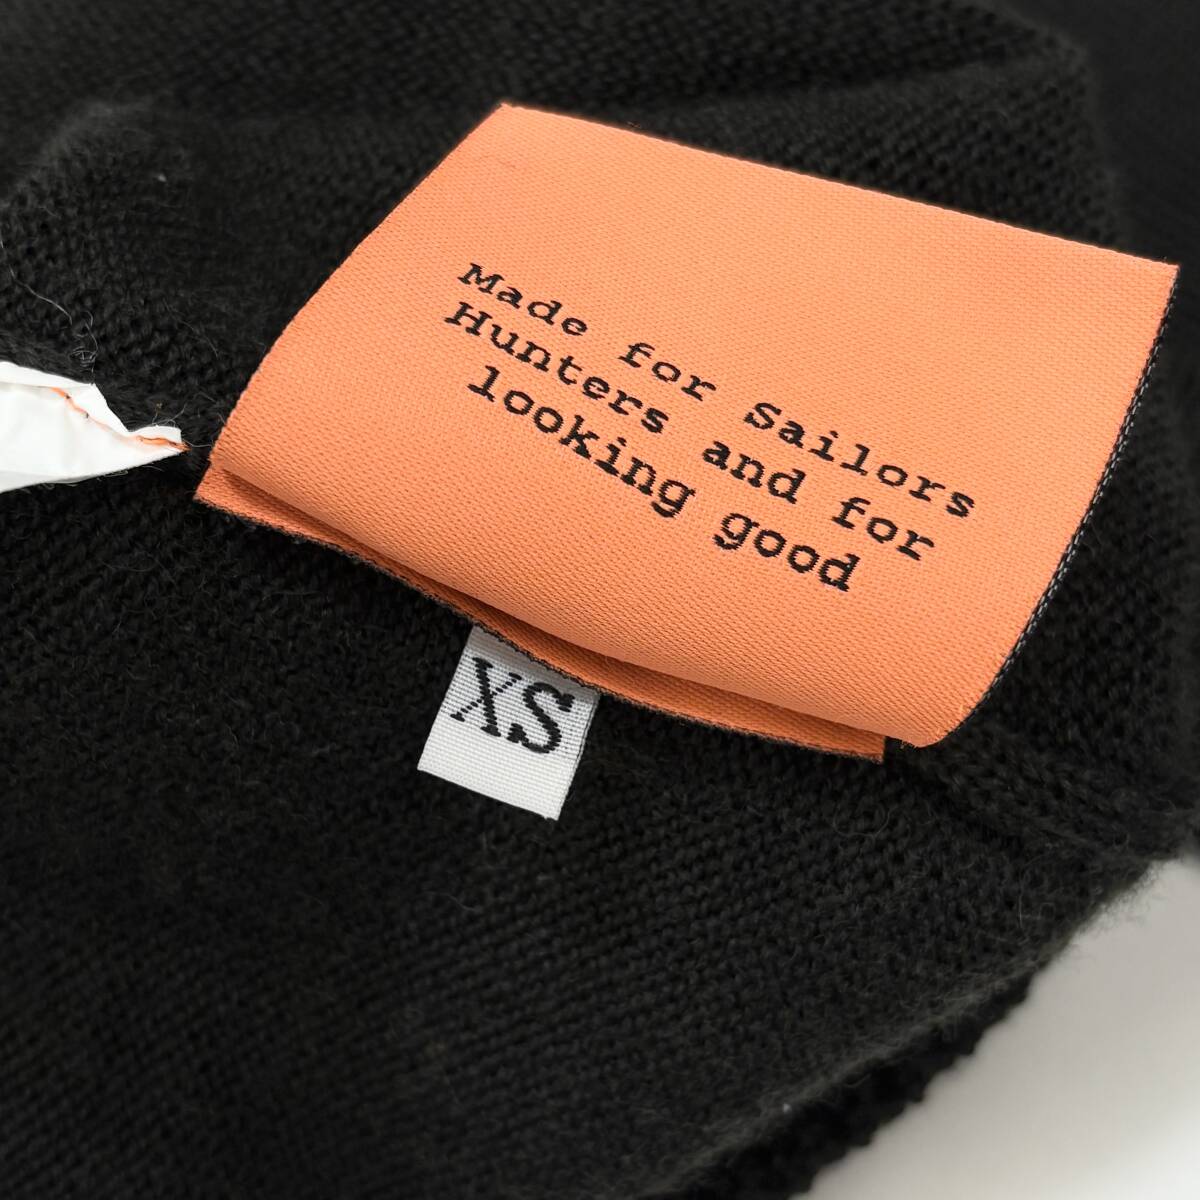 Made for Sailors
Hunters and for
looking good
XS